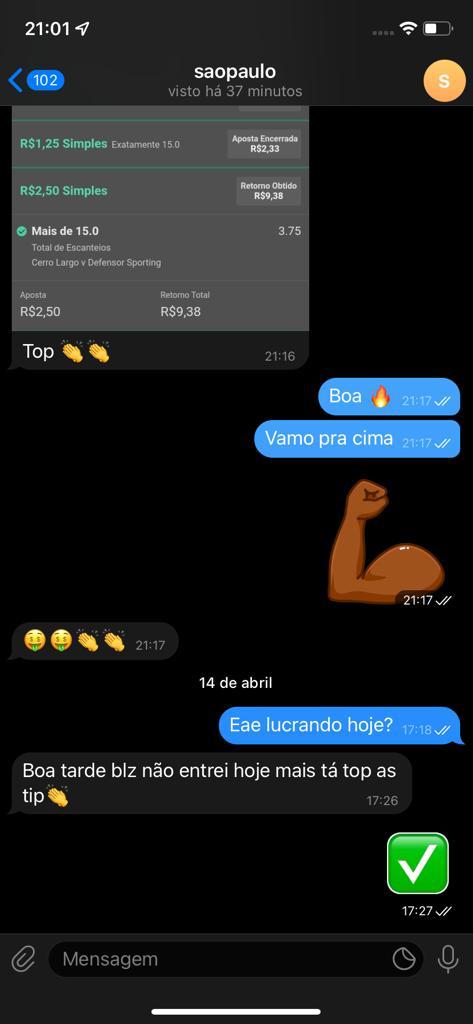 21:01
102
saopaulo
visto há 37 minutos
S
R$1,25 Simples Exatamente 15.0
Aposta Encerrada
R$2,33
R$2,50 Simples
Retorno Obtido
R$9,38
Mais de 15.0 3.75
Total de Escanteios
Cerro Largo v Defensor Sporting
Aposta Retorno Total
R$2,50 R$9,38
Top 👏👏 21:16
Boa 🔥 21:17
Vamo pra cima 21:17
21:17
🤑🤑👏👏 21:17
14 de abril
Eae lucrando hoje? 17:18
Boa tarde blz não entrei hoje mais tá top as
tip👏 17:26
17:27
Mensagem